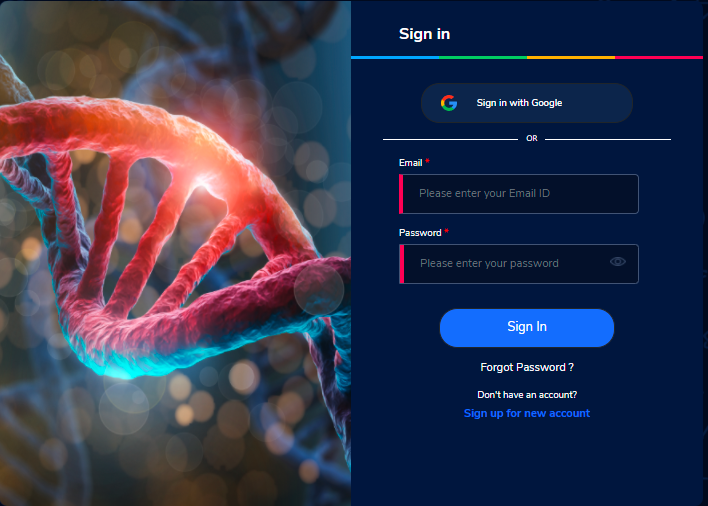 Sign in
Sign in with Google
OR
Email *
Please enter your Email ID
Password *
Please enter your password
Sign In
Forgot Password ?
Don't have an account?
Sign up for new account